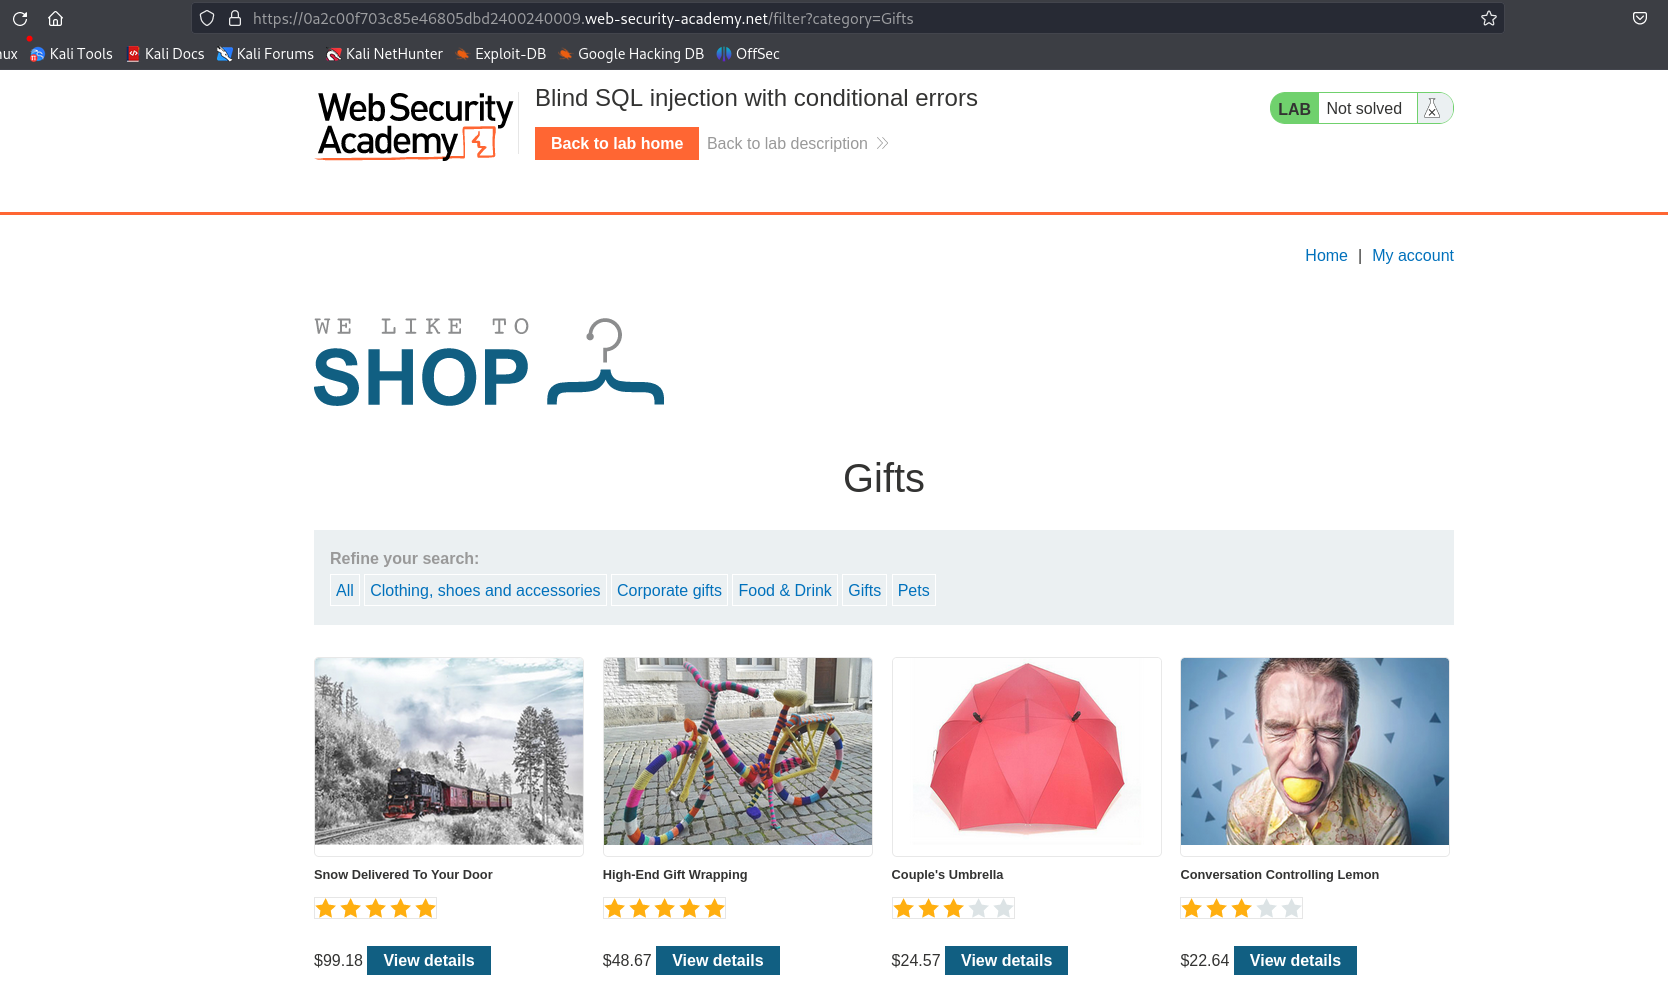 https://0a2c00f703c85e46805dbd2400240009.web-security-academy.net/filter?category=Gifts
nux Kali Tools Kali Docs Kali Forums Kali NetHunter Exploit-DB Google Hacking DB OffSec
Web Security
Academy
Blind SQL injection with conditional errors
Back to lab home Back to lab description
LAB Not solved
Home | My account
WE LIKE TO
SHOP
Gifts
Refine your search:
All Clothing, shoes and accessories Corporate gifts Food & Drink Gifts Pets
Snow Delivered To Your Door High-End Gift Wrapping Couple's Umbrella Conversation Controlling Lemon
$99.18 View details $48.67 View details $24.57 View details $22.64 View details